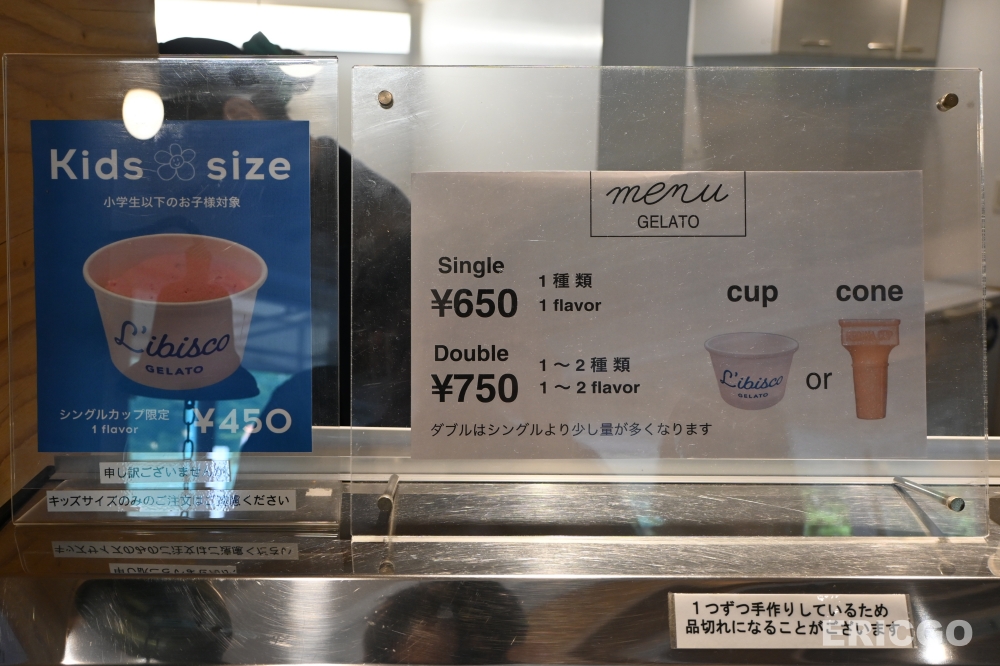 Kids size
小学生以下のお子様対象
L'ibisco
GELATO
シングルカップ限定
1 flavor
¥450
申し訳ございませんが
キッズサイズのみのご注文はご遠慮ください
menu
GELATO
Single
¥650
1種類
1 flavor
Double
¥750
1〜2種類
1〜2 flavor
ダブルはシングルより少し量が多くなります
cup
cone
L'ibisco
GELATO
or
1つずつ手作りしているため
品切れになることがございます
ERICGO